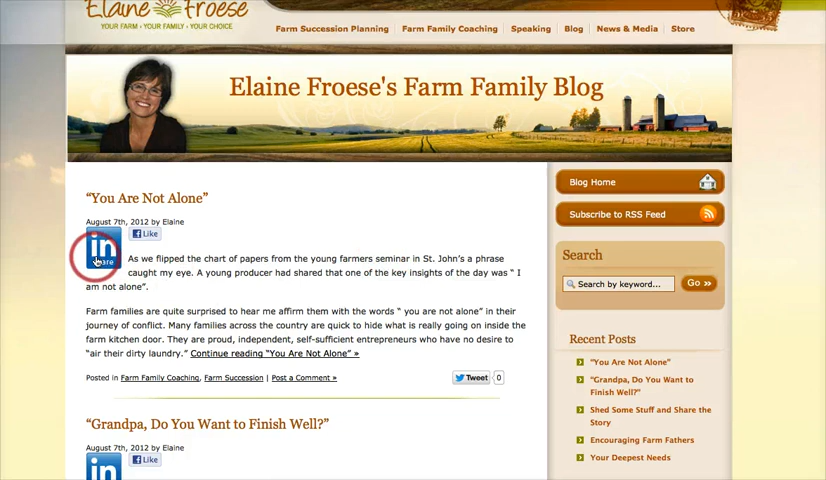 Elaine Froese
YOUR FARM • YOUR FAMILY • YOUR CHOICE
Farm Succession Planning
Farm Family Coaching
Speaking
Blog
News & Media
Store
Elaine Froese's Farm Family Blog
“You Are Not Alone”
August 7th, 2012 by Elaine
in
Share
Like
As we flipped the chart of papers from the young farmers seminar in St. John’s a phrase
caught my eye. A young producer had shared that one of the key insights of the day was “ I
am not alone”.
Farm families are quite surprised to hear me affirm them with the words “ you are not alone” in their
journey of conflict. Many families across the country are quick to hide what is really going on inside the
farm kitchen door. They are proud, independent, self-sufficient entrepreneurs who have no desire to
“air their dirty laundry.” Continue reading “You Are Not Alone” »
Posted in Farm Family Coaching, Farm Succession | Post a Comment »
Tweet 0
“Grandpa, Do You Want to Finish Well?”
August 7th, 2012 by Elaine
in
Like
Blog Home
Subscribe to RSS Feed
Search
Search by keyword...
Go »
Recent Posts
“You Are Not Alone”
“Grandpa, Do You Want to
Finish Well?”
Shed Some Stuff and Share the
Story
Encouraging Farm Fathers
Your Deepest Needs